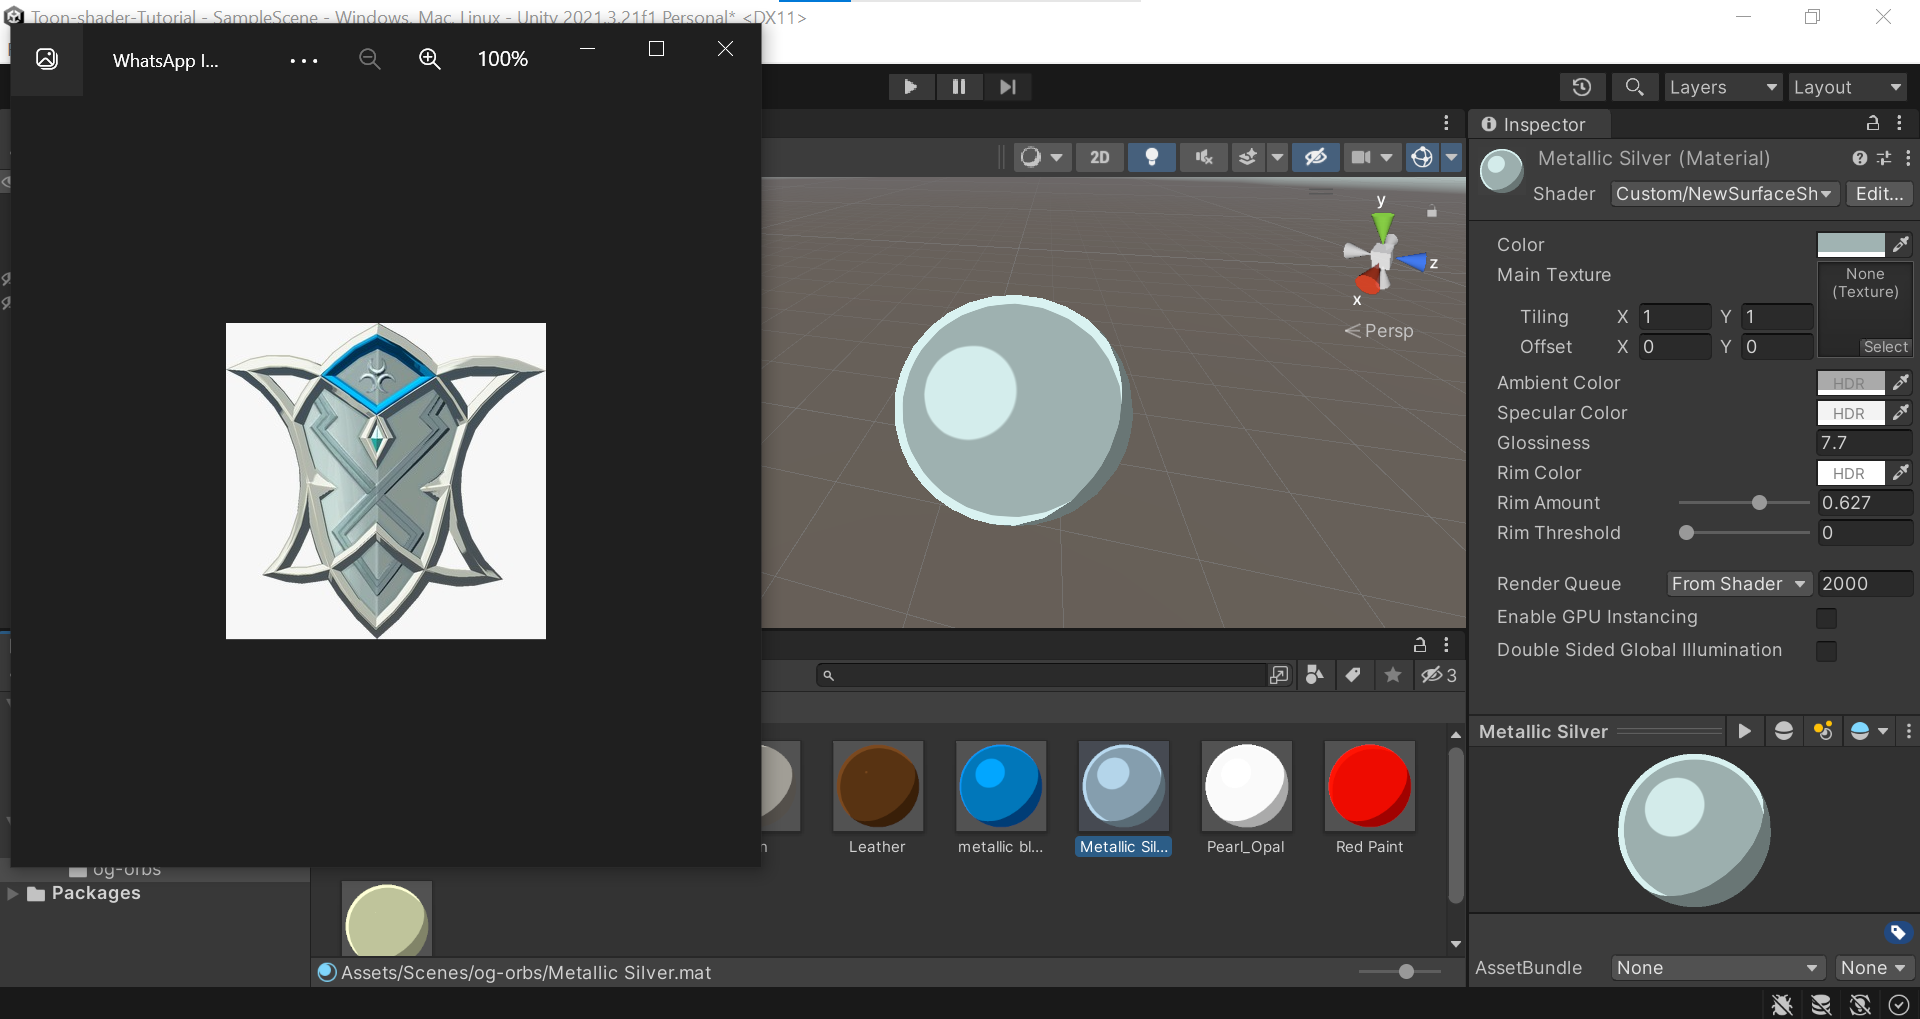 Toon-shader-Tutorial - SampleScene - Windows, Mac, Linux - Unity 2021.3.21f1 Personal* <DX11>
WhatsApp I...
100%
Layers
Layout
Inspector
2D
Metallic Silver (Material)
Shader
Custom/NewSurfaceSh
Edit...
y
z
x
Persp
Color
Main Texture
None
(Texture)
Tiling X 1 Y 1
Offset X 0 Y 0
Select
Ambient Color HDR
Specular Color HDR
Glossiness 7.7
Rim Color HDR
Rim Amount 0.627
Rim Threshold 0
Render Queue From Shader 2000
Enable GPU Instancing
Double Sided Global Illumination
3
Metallic Silver
Leather
metallic bl...
Metallic Sil...
Pearl_Opal
Red Paint
og-orbs
Packages
Assets/Scenes/og-orbs/Metallic Silver.mat
AssetBundle None None